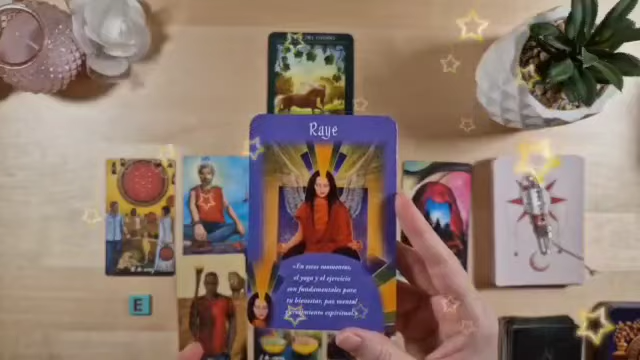 Raye
«En estos momentos,
el yoga y el ejercicio
son fundamentales para
tu bienestar, paz mental
y crecimiento espiritual.»
E